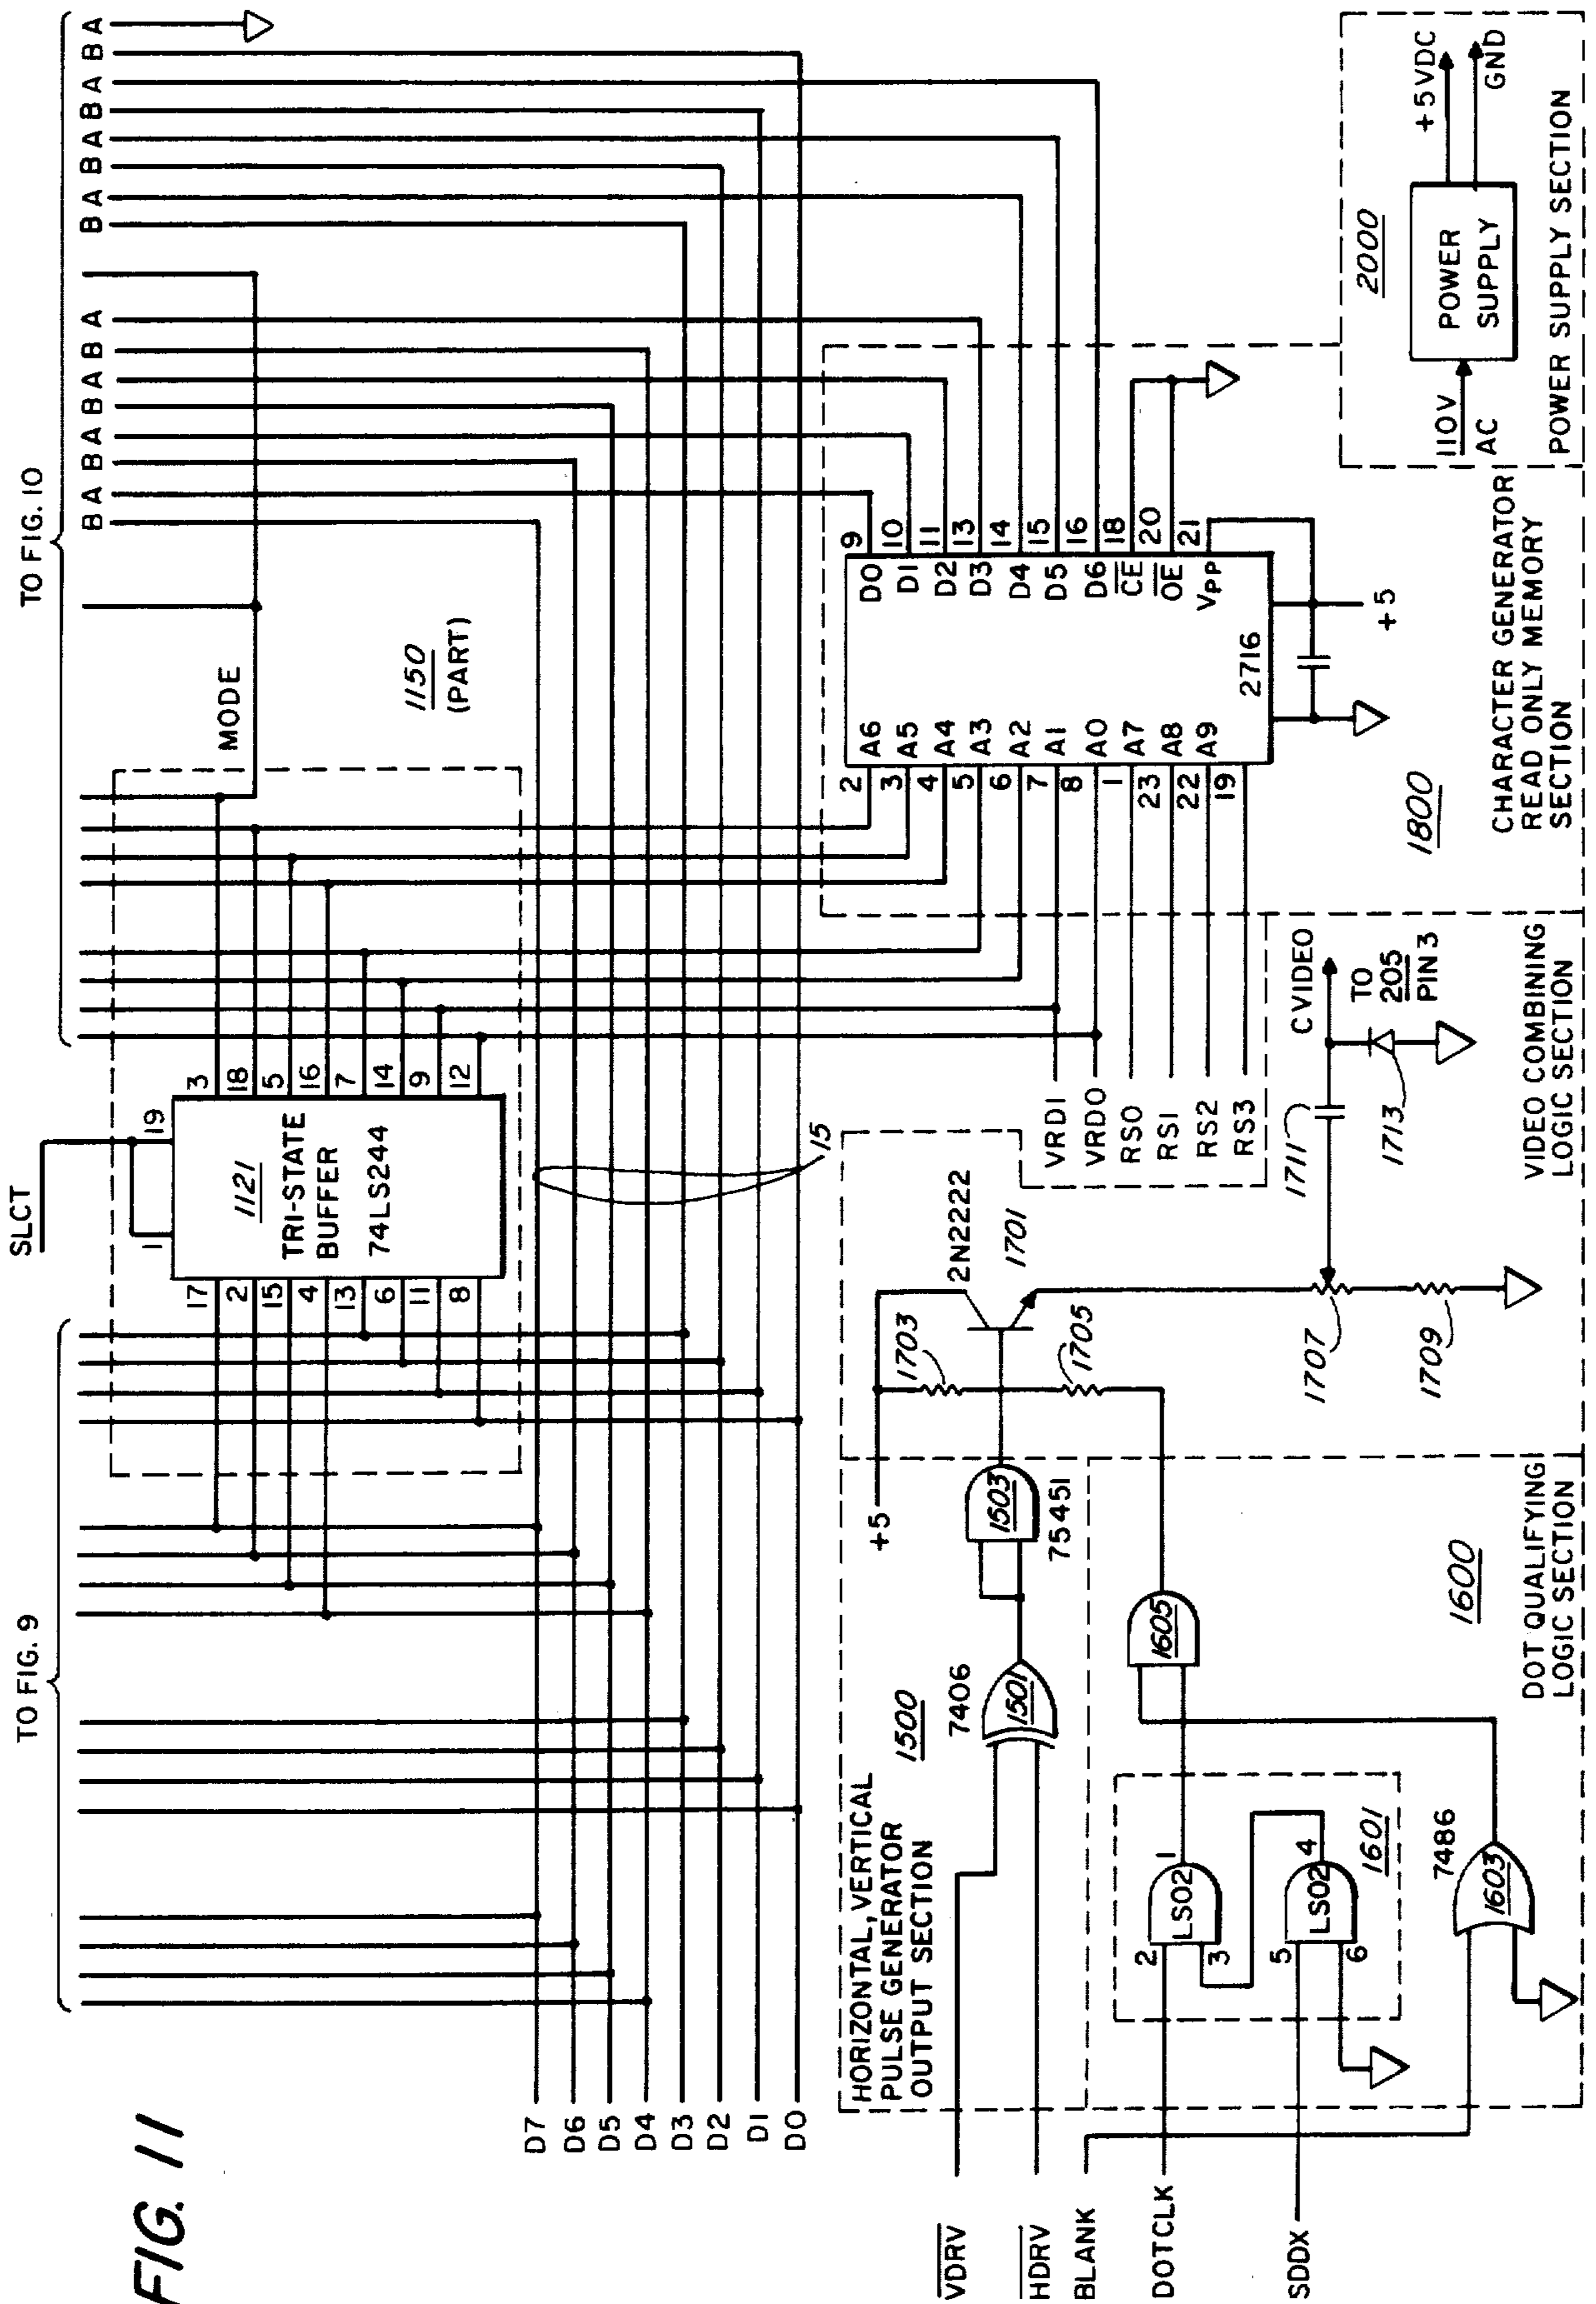 FIG. 11
TO FIG. 9
TO FIG. 10
SLCT
1
19
1121
TRI-STATE
BUFFER
74LS244
17
2
15
4
13
6
11
8
3
18
5
16
7
14
9
12
MODE
1150
(PART)
B A B A B A B A B A B A B A B A
D7
D6
D5
D4
D3
D2
D1
D0
15
VDRV
HDRV
BLANK
DOTCLK
SDDX
HORIZONTAL, VERTICAL
PULSE GENERATOR
OUTPUT SECTION
1500
7406
1501
1503
75451
+5
1703
1705
2N2222
1701
1707
1709
1711
1713
CVIDEO
TO
205
PIN 3
VIDEO COMBINING
LOGIC SECTION
2
3
LS02
1
5
6
LS02
4
1601
1605
7486
1603
1600
DOT QUALIFYING
LOGIC SECTION
VRD1
VRD0
RS0
RS1
RS2
RS3
2 A6
3 A5
4 A4
5 A3
6 A2
7 A1
8 A0
1 A7
23 A8
22 A9
19
D0 9
D1 10
D2 11
D3 13
D4 14
D5 15
D6 16
CE 18
OE 20
VPP 21
2716
+5
1800
CHARACTER GENERATOR
READ ONLY MEMORY
SECTION
2000
110V
AC
POWER
SUPPLY
+5VDC
GND
POWER SUPPLY SECTION